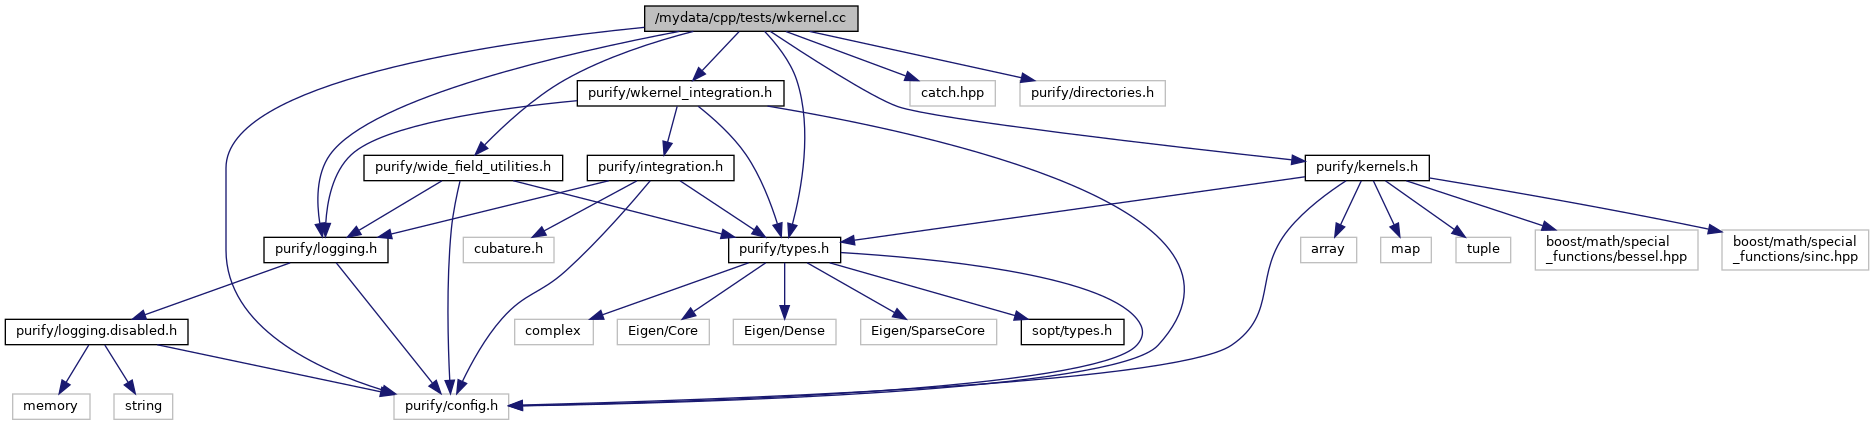 /mydata/cpp/tests/wkernel.cc
purify/wkernel_integration.h
catch.hpp
purify/directories.h
purify/wide_field_utilities.h
purify/integration.h
purify/kernels.h
purify/logging.h
cubature.h
purify/types.h
array
map
tuple
boost/math/special
_functions/bessel.hpp
boost/math/special
_functions/sinc.hpp
purify/logging.disabled.h
complex
Eigen/Core
Eigen/Dense
Eigen/SparseCore
sopt/types.h
memory
string
purify/config.h